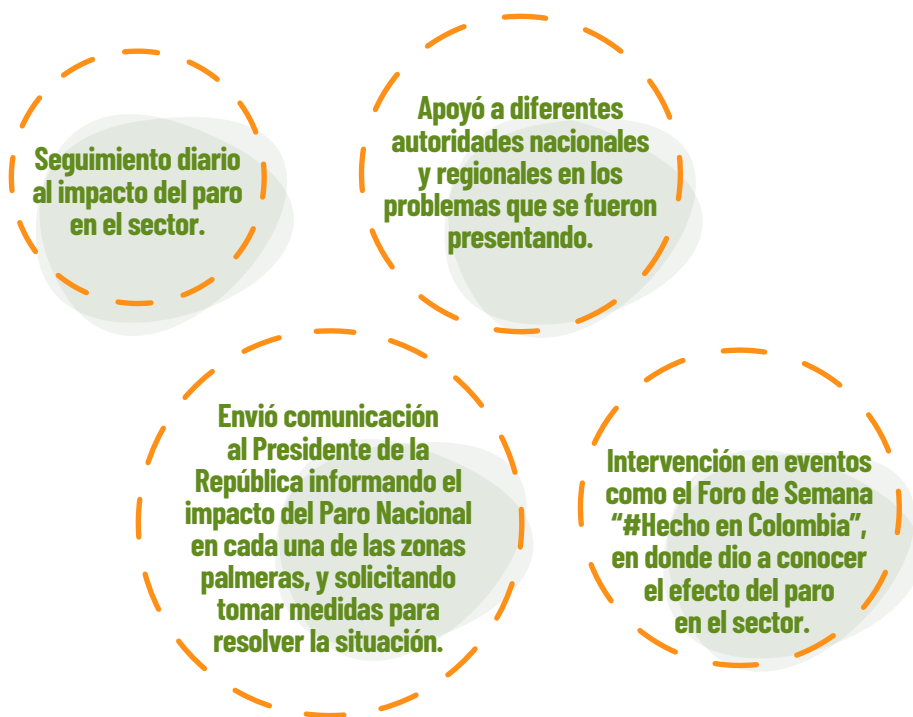 Seguimiento diario
al impacto del paro
en el sector.
Apoyó a diferentes
autoridades nacionales
y regionales en los
problemas que se fueron
presentando.
Envió comunicación
al Presidente de la
República informando el
impacto del Paro Nacional
en cada una de las zonas
palmeras, y solicitando
tomar medidas para
resolver la situación.
Intervención en eventos
como el Foro de Semana
“#Hecho en Colombia”,
en donde dio a conocer
el efecto del paro
en el sector.